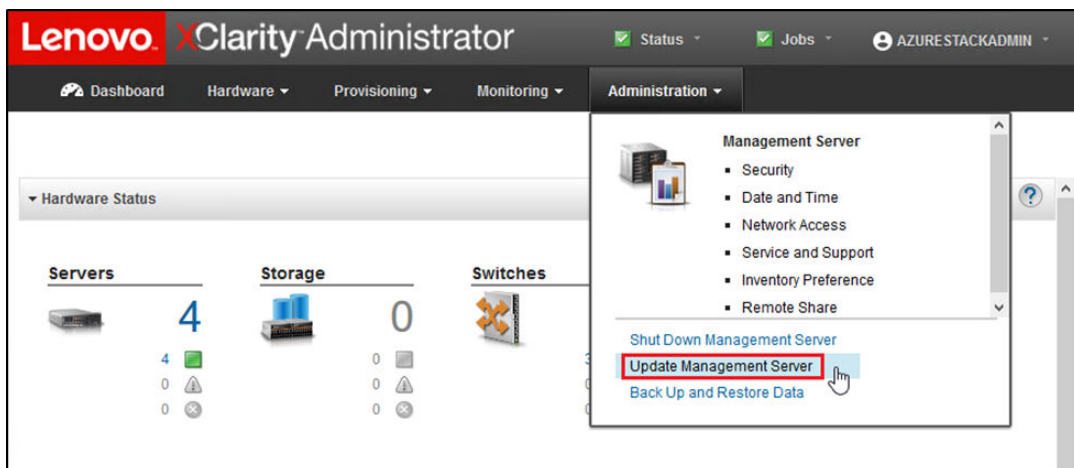 Lenovo. XClarity Administrator
Status
Jobs
AZURESTACKADMIN
Dashboard
Hardware
Provisioning
Monitoring
Administration
Management Server
Security
Date and Time
Network Access
Service and Support
Inventory Preference
Remote Share
Shut Down Management Server
Update Management Server
Back Up and Restore Data
Hardware Status
?
Servers
4
4
0
0
Storage
0
0
0
0
Switches